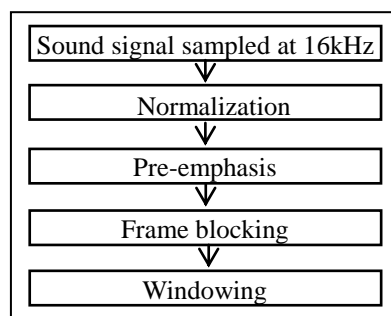 Sound signal sampled at 16kHz
Normalization
Pre-emphasis
Frame blocking
Windowing